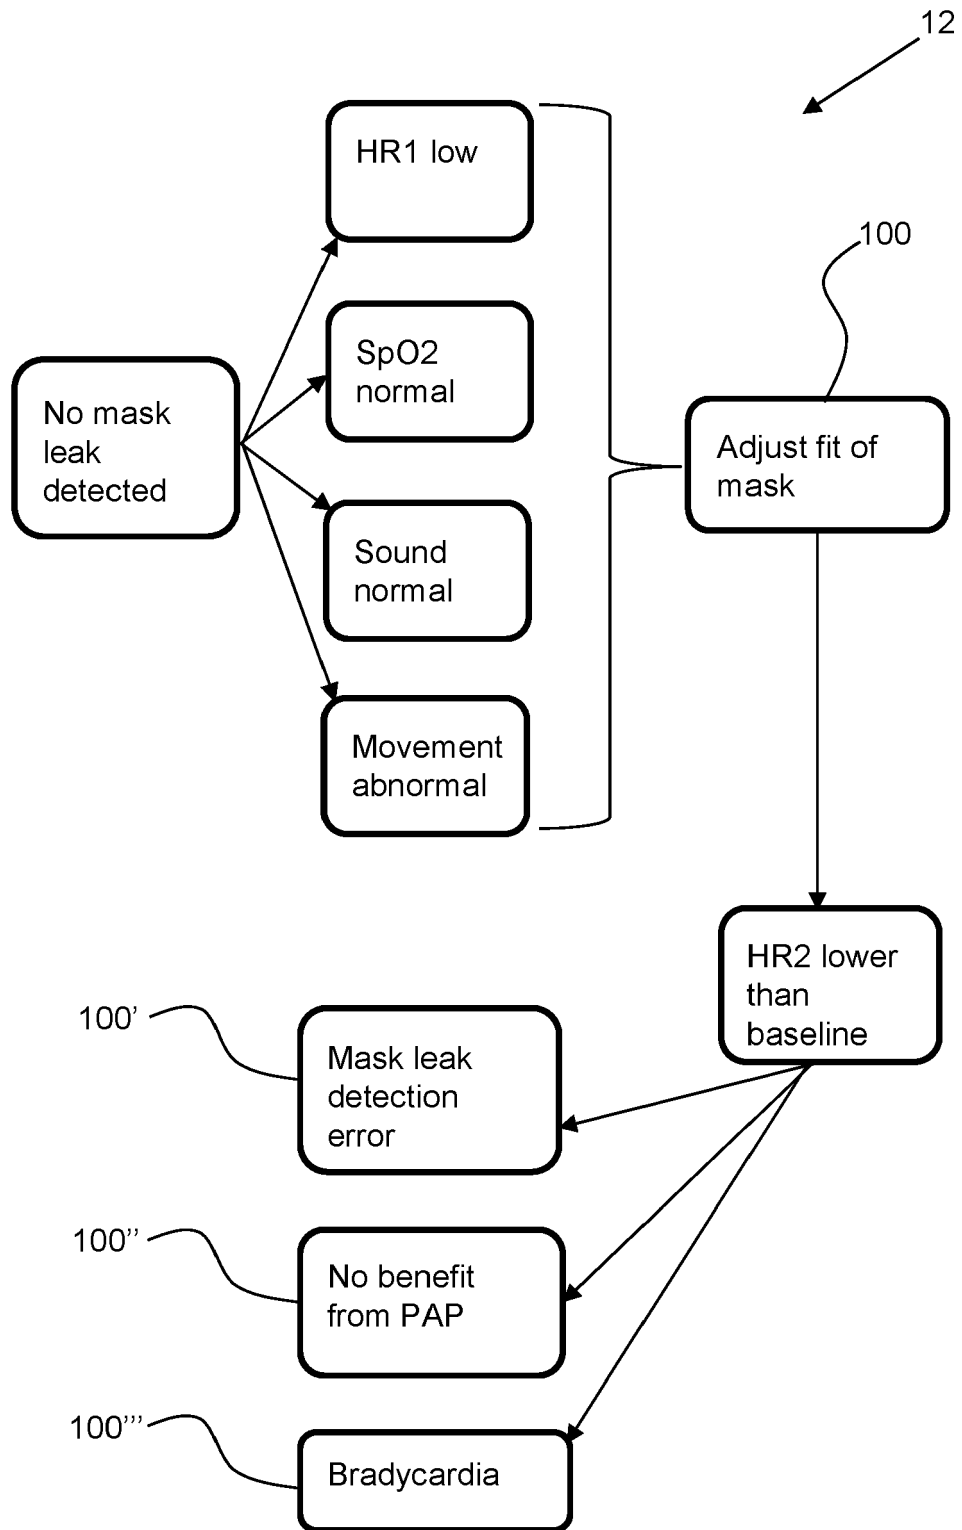 12
HR1 low
100
SpO2
normal
No mask
leak
detected
Adjust fit of
mask
Sound
normal
Movement
abnormal
HR2 lower
than
baseline
100'
Mask leak
detection
error
100''
No benefit
from PAP
100'''
Bradycardia